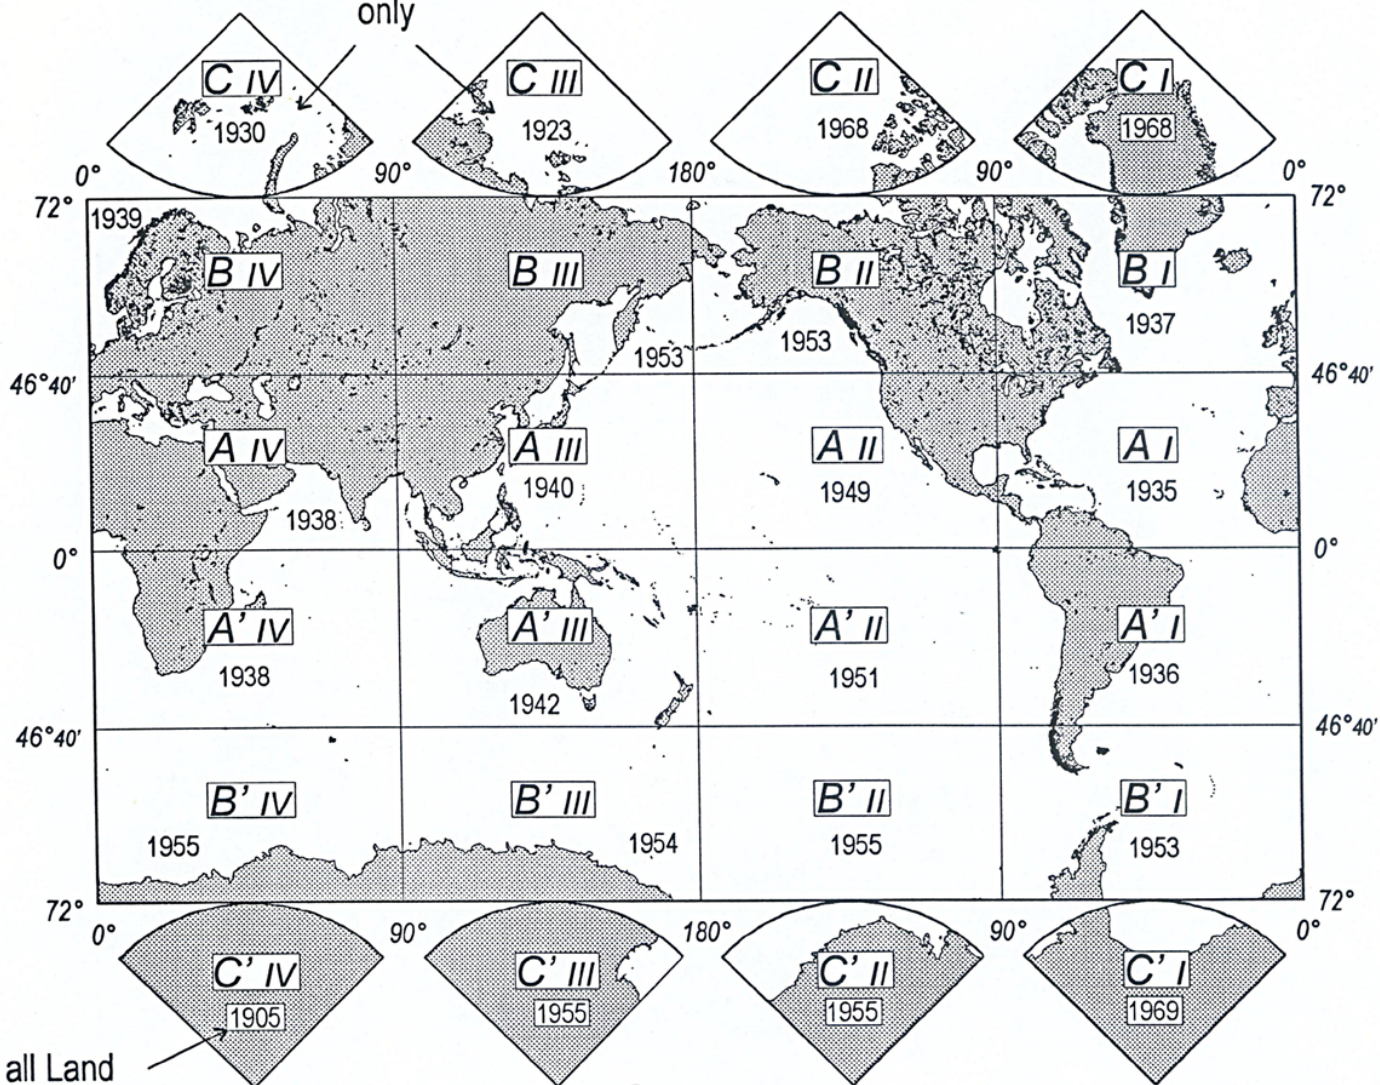 only
C IV
C III
C II
C I
1930
1923
1968
1968
0°
90°
180°
90°
0°
72°
72°
1939
B IV
B III
B II
B I
1937
1953
1953
46°40'
46°40'
A IV
A III
A II
A I
1938
1940
1949
1935
0°
0°
A' IV
A' III
A' II
A' I
1938
1942
1951
1936
46°40'
46°40'
B' IV
B' III
B' II
B' I
1955
1954
1955
1953
72°
72°
0°
90°
180°
90°
0°
C' IV
C' III
C' II
C' I
1905
1955
1955
1969
all Land